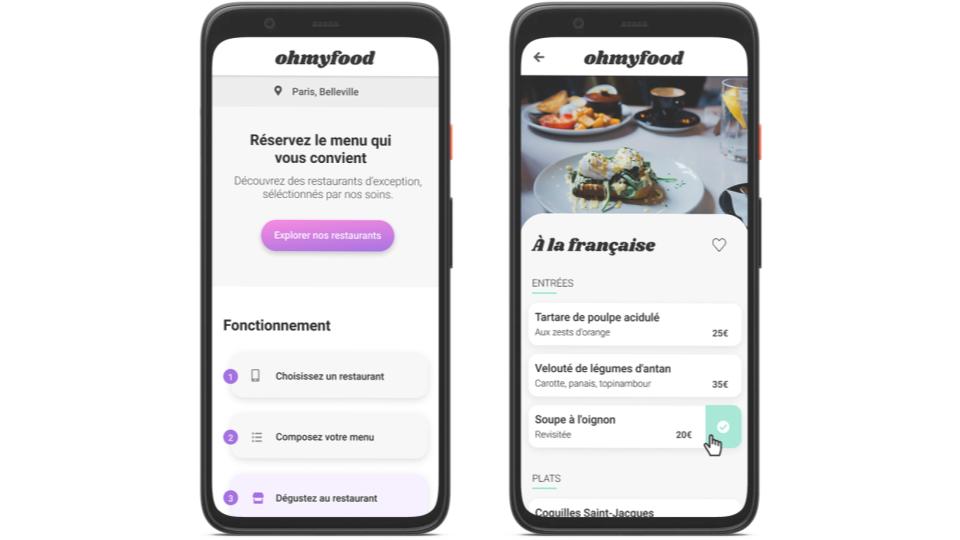 ohmyfood
Paris, Belleville
Réservez le menu qui
vous convient
Découvrez des restaurants d'exception,
séléctionnés par nos soins.
Explorer nos restaurants
Fonctionnement
1 Choisissez un restaurant
2 Composez votre menu
3 Dégustez au restaurant
ohmyfood
À la française
ENTRÉES
Tartare de poulpe acidulé
Aux zests d'orange 25€
Velouté de légumes d'antan
Carotte, panais, topinambour 35€
Soupe à l'oignon
Revisitée 20€
PLATS
Coquilles Saint-Jacques